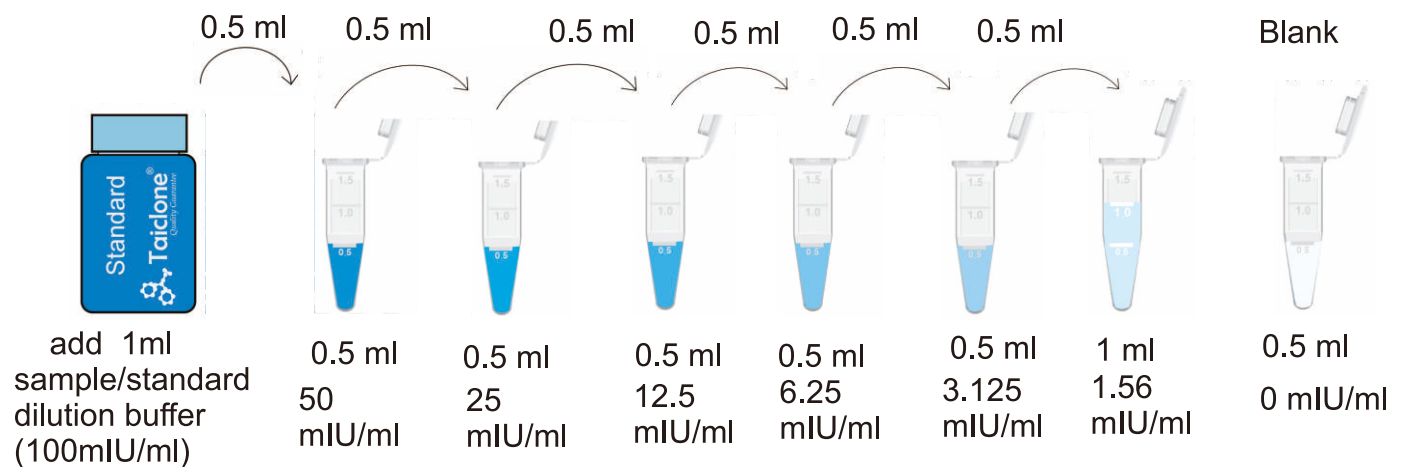 0.5 ml
0.5 ml
0.5 ml
0.5 ml
0.5 ml
0.5 ml
Blank
Standard
Taiclone®
Quality Guarantee
1.5
1.0
0.5
1.5
1.0
0.5
1.5
1.0
0.5
1.5
1.0
0.5
1.5
1.0
0.5
1.5
1 0
0.5
1.5
1.0
0.5
add 1ml
sample/standard
dilution buffer
(100mIU/ml)
0.5 ml
50
mIU/ml
0.5 ml
25
mIU/ml
0.5 ml
12.5
mIU/ml
0.5 ml
6.25
mIU/ml
0.5 ml
3.125
mIU/ml
1 ml
1.56
mIU/ml
0.5 ml
0 mIU/ml